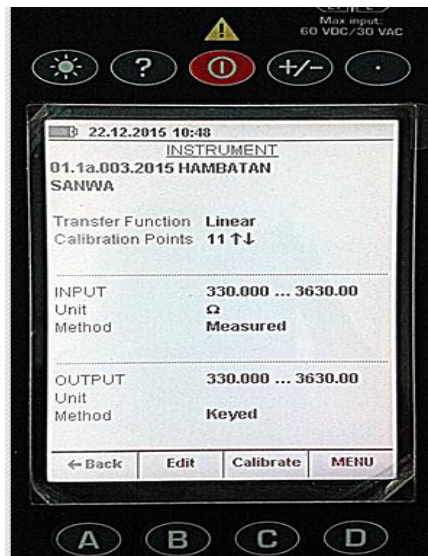 Max input:
60 VDC/30 VAC
? +/- .
22.12.2015 10:48
INSTRUMENT
01.1a.003.2015 HAMBATAN
SANWA
Transfer Function Linear
Calibration Points 11 ↑↓
INPUT 330.000 ... 3630.00
Unit Ω
Method Measured
OUTPUT 330.000 ... 3630.00
Unit
Method Keyed
← Back Edit Calibrate MENU
A B C D